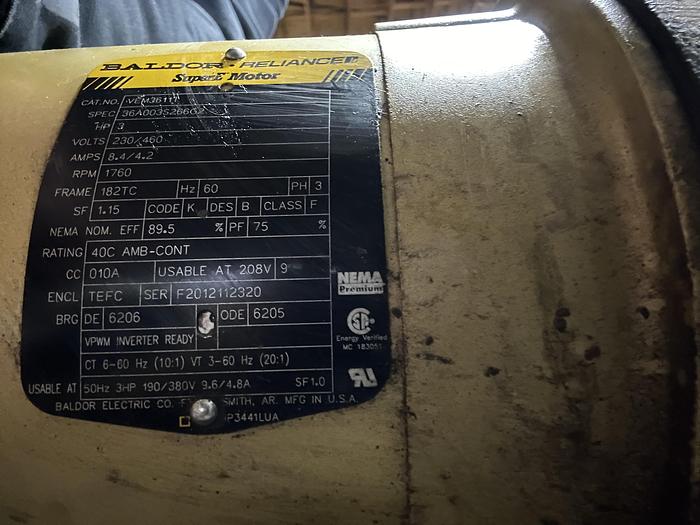 BALDOR • RELIANCE
SuperE Motor
CAT.NO. VEM3611T
SPEC 36A003S266G2
HP 3
VOLTS 230/460
AMPS 8.4/4.2
RPM 1760
FRAME 182TC Hz 60 PH 3
SF 1.15 CODE K DES B CLASS F
NEMA NOM. EFF 89.5 % PF 75 %
RATING 40C AMB-CONT
CC 010A USABLE AT 208V 9
ENCL TEFC SER F2012112320
BRG DE 6206 ODE 6205
VPWM INVERTER READY
CT 6-60 Hz (10:1) VT 3-60 Hz (20:1)
USABLE AT 50Hz 3HP 190/380V 9.6/4.8A SF1.0
BALDOR ELECTRIC CO. SMITH, AR. MFG IN U.S.A.
P3441LUA
NEMA
Premium
Energy Verified
MC 183051